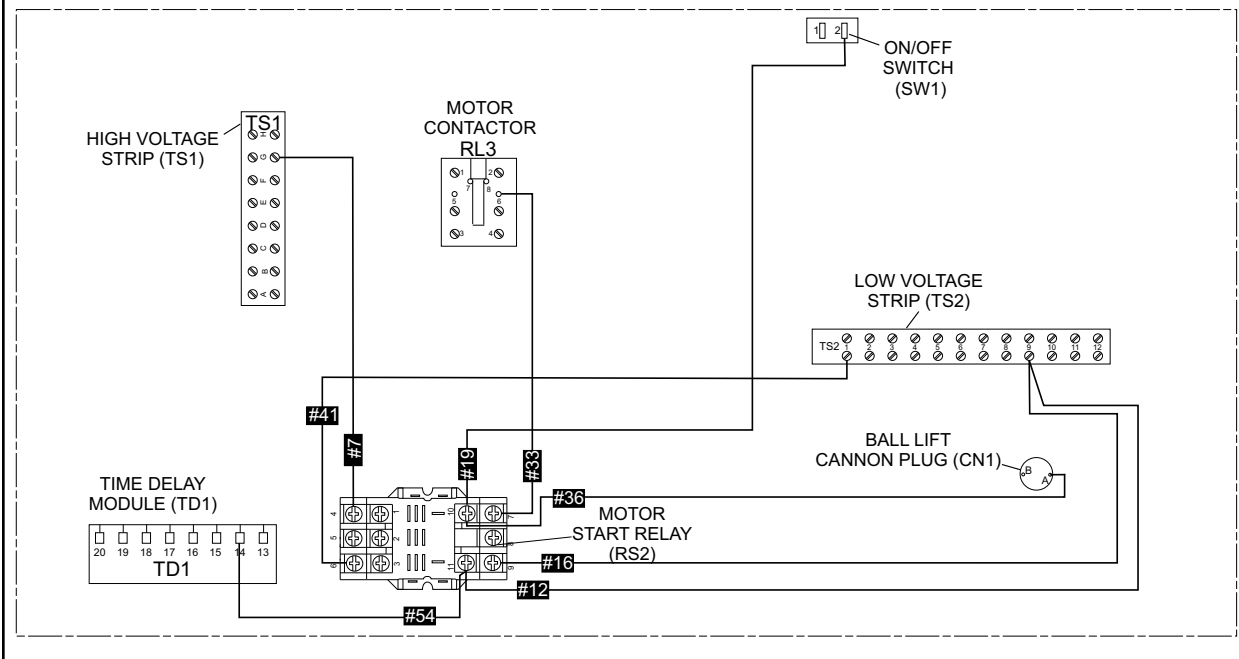 1 2
ON/OFF
SWITCH
(SW1)
TS1
HIGH VOLTAGE
STRIP (TS1)
H
G
F
E
D
C
B
A
MOTOR
CONTACTOR
RL3
1 2
7 8
5 6
3 4
LOW VOLTAGE
STRIP (TS2)
TS2 1 2 3 4 5 6 7 8 9 10 11 12
#41
#7
#19
#33
#36
BALL LIFT
CANNON PLUG (CN1)
B
A
TIME DELAY
MODULE (TD1)
20 19 18 17 16 15 14 13
TD1
4 1 10 7
5 2 8
6 3 11 9
MOTOR
START RELAY
(RS2)
#16
#12
#54